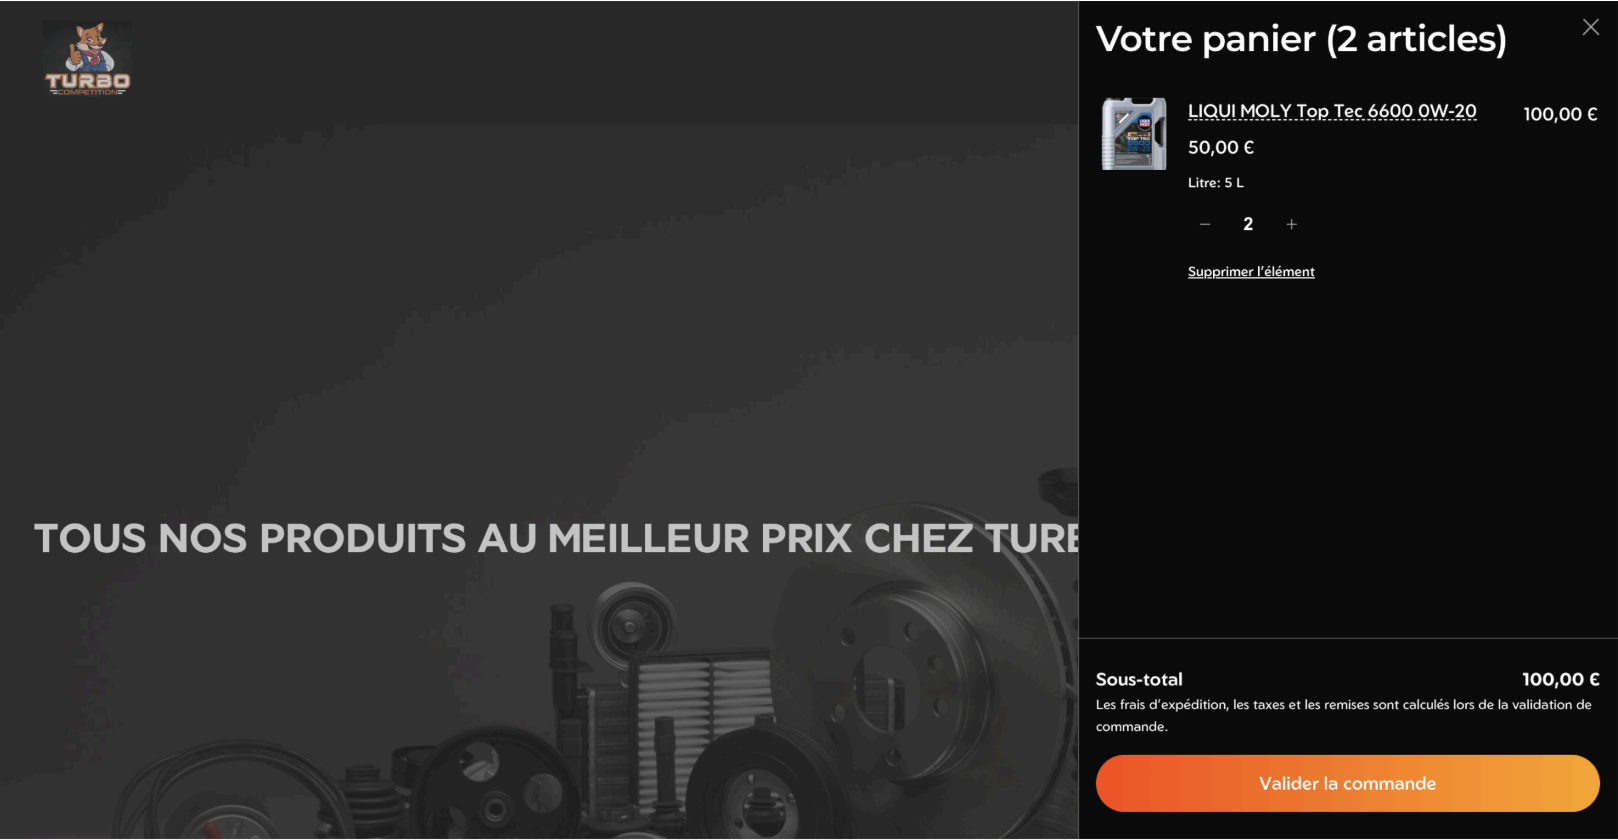 TURBO
COMPETITION
Votre panier (2 articles)
LIQUI MOLY Top Tec 6600 0W-20
100,00 €
50,00 €
Litre: 5 L
− 2 +
Supprimer l'élément
TOUS NOS PRODUITS AU MEILLEUR PRIX CHEZ
Sous-total
100,00 €
Les frais d'expédition, les taxes et les remises sont calculés lors de la validation de
commande.
Valider la commande